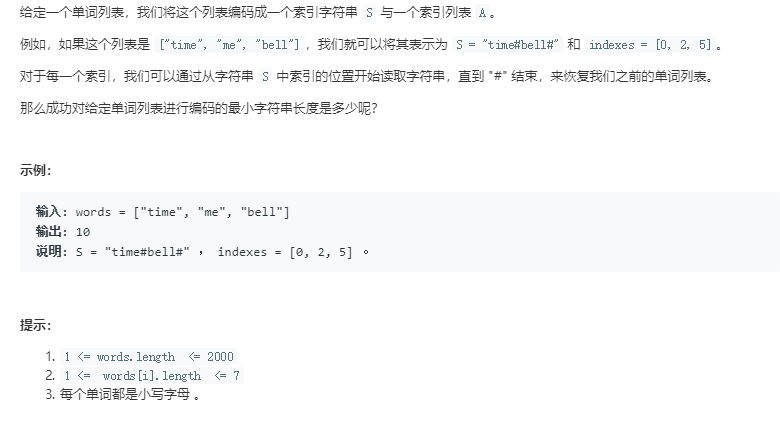 给定一个单词列表，我们将这个列表编码成一个索引字符串 S 与一个索引列表 A。
例如，如果这个列表是 ["time", "me", "bell"]，我们就可以将其表示为 S = "time#bell#" 和 indexes = [0, 2, 5]。
对于每一个索引，我们可以通过从字符串 S 中索引的位置开始读取字符串，直到 "#" 结束，来恢复我们之前的单词列表。
那么成功对给定单词列表进行编码的最小字符串长度是多少呢？
示例：
输入: words = ["time", "me", "bell"]
输出: 10
说明: S = "time#bell#" ， indexes = [0, 2, 5] 。
提示：
1. 1 <= words.length <= 2000
2. 1 <= words[i].length <= 7
3. 每个单词都是小写字母 。